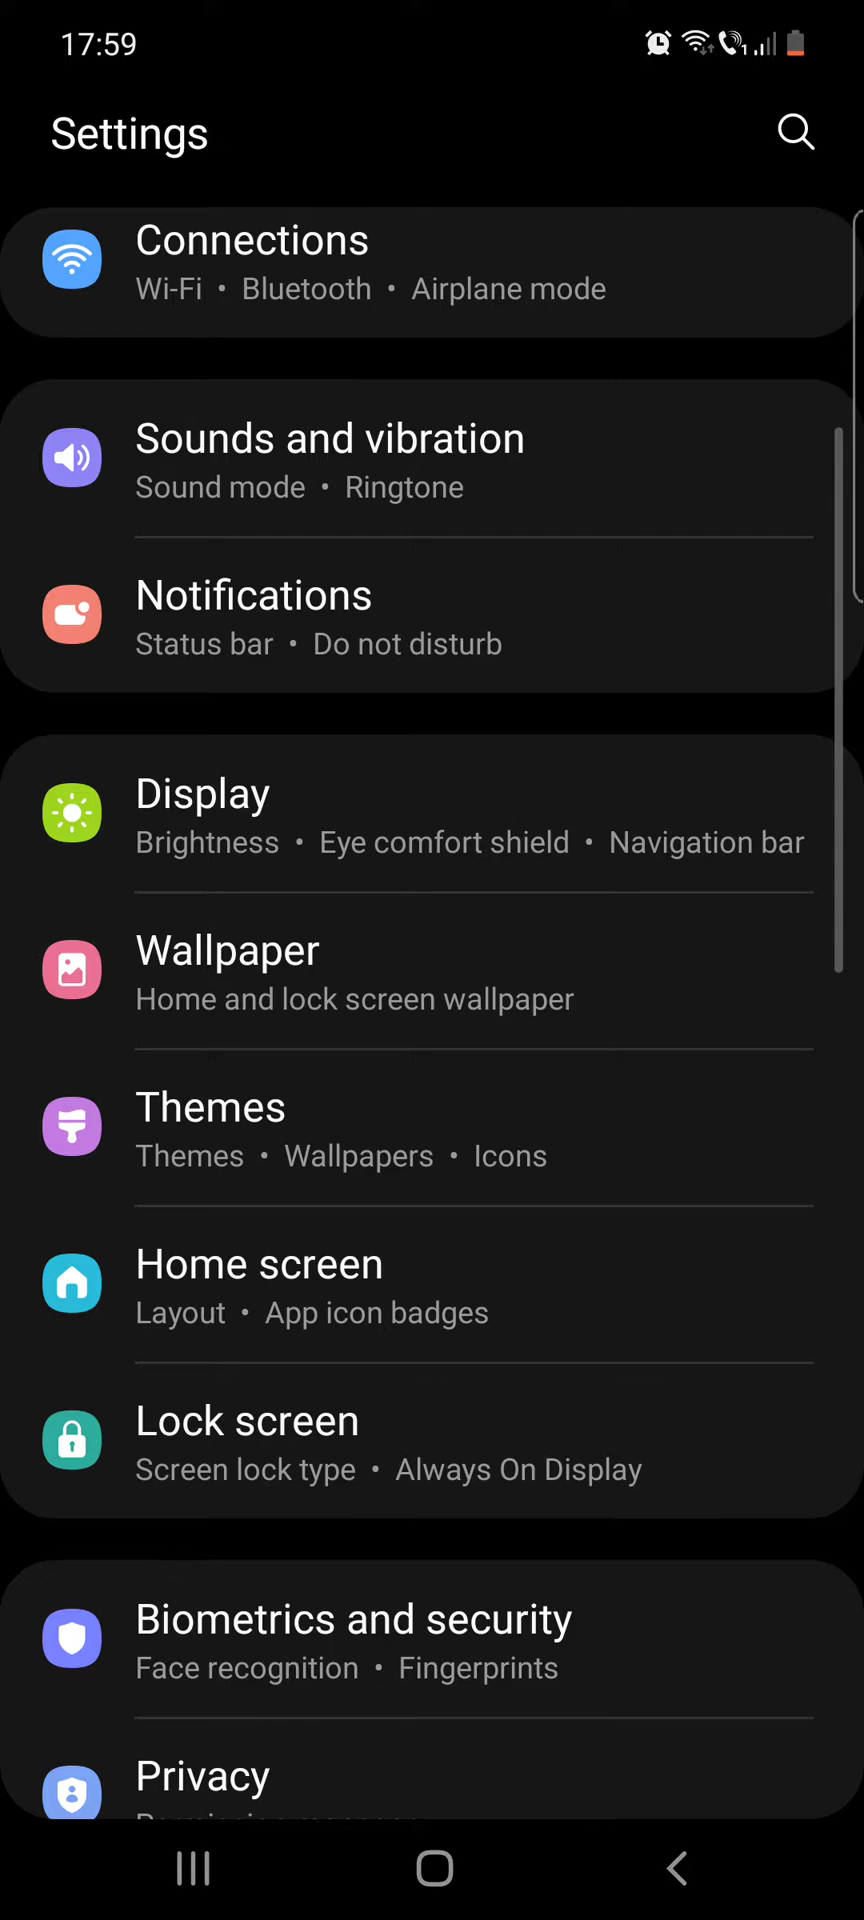 17:59
Settings
Connections
Wi-Fi • Bluetooth • Airplane mode
Sounds and vibration
Sound mode • Ringtone
Notifications
Status bar • Do not disturb
Display
Brightness • Eye comfort shield • Navigation bar
Wallpaper
Home and lock screen wallpaper
Themes
Themes • Wallpapers • Icons
Home screen
Layout • App icon badges
Lock screen
Screen lock type • Always On Display
Biometrics and security
Face recognition • Fingerprints
Privacy